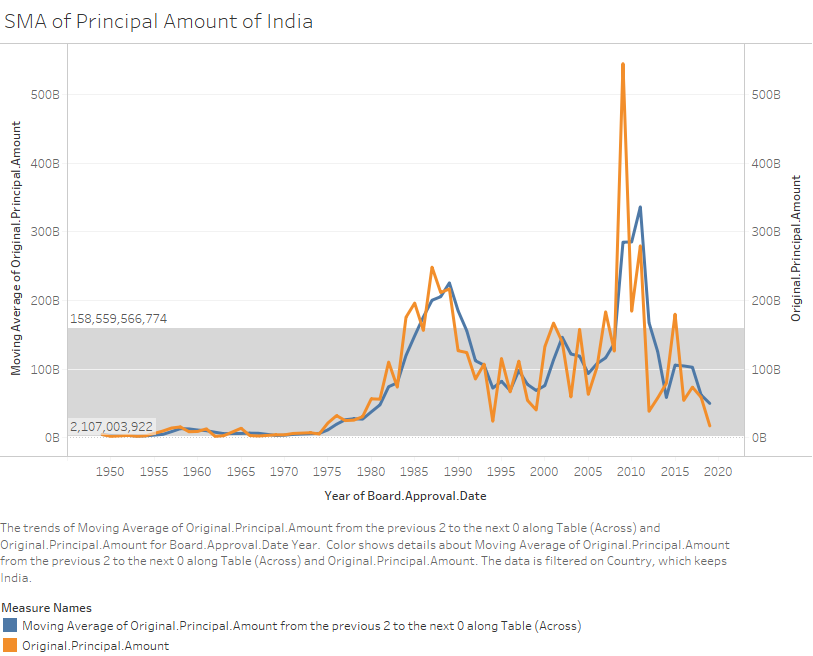 SMA of Principal Amount of India
Moving Average of Original.Principal.Amount
500B
400B
300B
200B
100B
0B
158,559,566,774
2,107,003,922
500B
400B
300B
200B
100B
0B
Original.Principal.Amount
1950 1955 1960 1965 1970 1975 1980 1985 1990 1995 2000 2005 2010 2015 2020
Year of Board.Approval.Date
The trends of Moving Average of Original.Principal.Amount from the previous 2 to the next 0 along Table (Across) and
Original.Principal.Amount for Board.Approval.Date Year. Color shows details about Moving Average of Original.Principal.Amount
from the previous 2 to the next 0 along Table (Across) and Original.Principal.Amount. The data is filtered on Country, which keeps
India.
Measure Names
Moving Average of Original.Principal.Amount from the previous 2 to the next 0 along Table (Across)
Original.Principal.Amount